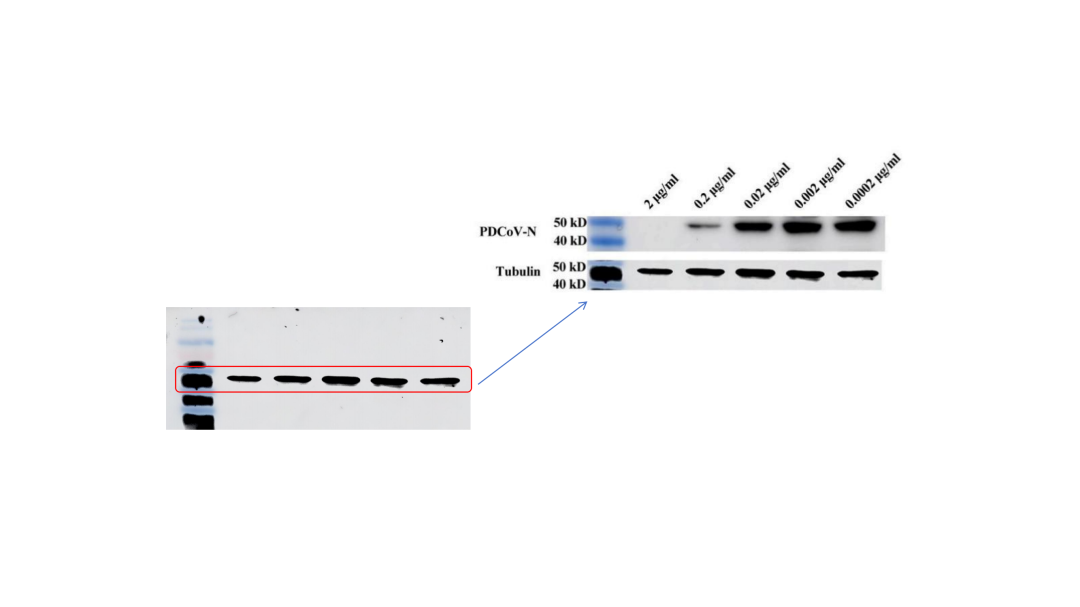 2 μg/ml
0.2 μg/ml
0.02 μg/ml
0.002 μg/ml
0.0002 μg/ml
PDCoV-N
50 kD
40 kD
Tubulin
50 kD
40 kD